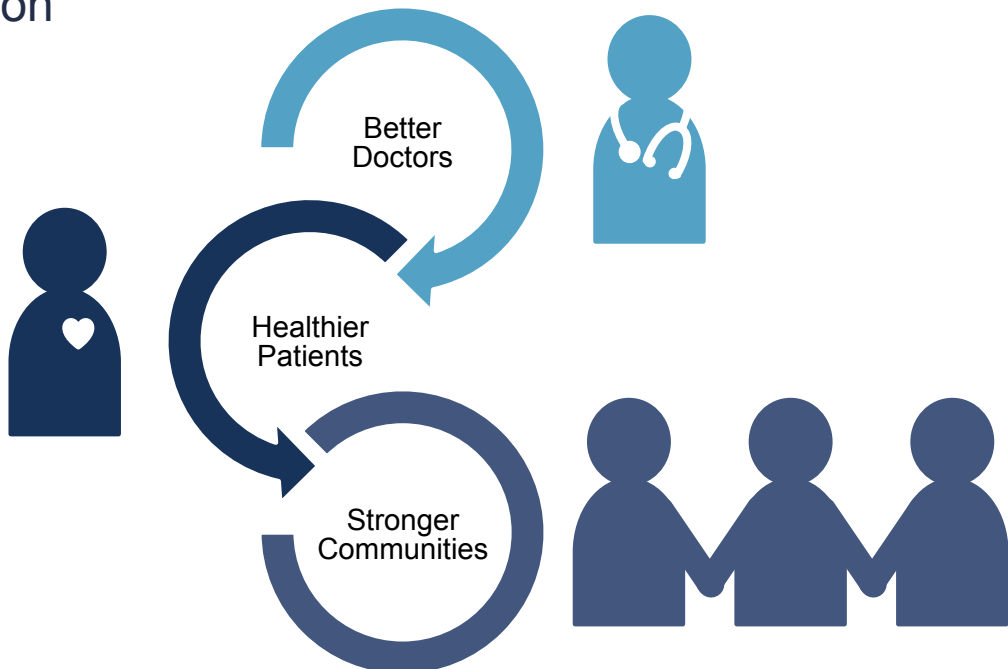 on
Better
Doctors
Healthier
Patients
Stronger
Communities